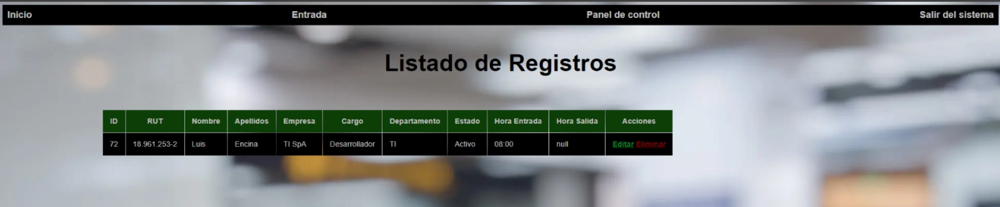 Inicio Entrada Panel de control Salir del sistema
Listado de Registros
ID RUT Nombre Apellidos Empresa Cargo Departamento Estado Hora Entrada Hora Salida Acciones
72 18.961.253-2 Luis Encina TI SpA Desarrollador TI Activo 08:00 null Editar Eliminar